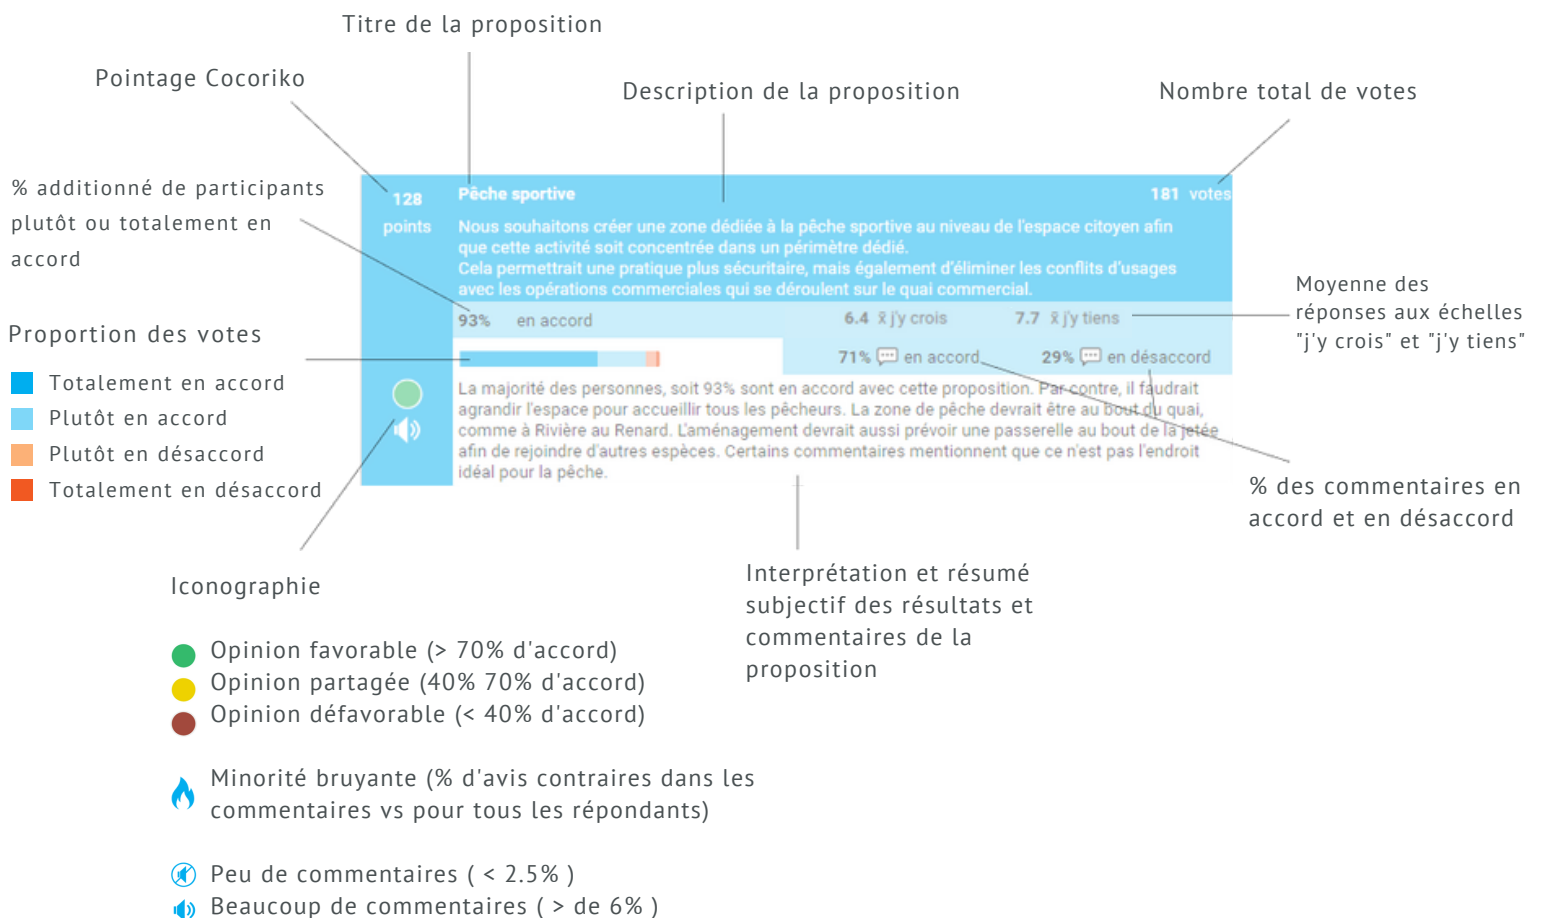 Titre de la proposition
Pointage Cocoriko
Description de la proposition
Nombre total de votes
% additionné de participants
plutôt ou totalement en
accord
128
points
Pêche sportive
181 votes
Nous souhaitons créer une zone dédiée à la pêche sportive au niveau de l'espace citoyen afin
que cette activité soit concentrée dans un périmètre dédié.
Cela permettrait une pratique plus sécuritaire, mais également d'éliminer les conflits d'usages
avec les opérations commerciales qui se déroulent sur le quai commercial.
93% en accord
6.4 x̄ j'y crois
7.7 x̄ j'y tiens
71% en accord
29% en désaccord
Moyenne des
réponses aux échelles
"j'y crois" et "j'y tiens"
Proportion des votes
Totalement en accord
Plutôt en accord
Plutôt en désaccord
Totalement en désaccord
La majorité des personnes, soit 93% sont en accord avec cette proposition. Par contre, il faudrait
agrandir l'espace pour accueillir tous les pêcheurs. La zone de pêche devrait être au bout du quai,
comme à Rivière au Renard. L'aménagement devrait aussi prévoir une passerelle au bout de la jetée
afin de rejoindre d'autres espèces. Certains commentaires mentionnent que ce n'est pas l'endroit
idéal pour la pêche.
% des commentaires en
accord et en désaccord
Iconographie
Interprétation et résumé
subjectif des résultats et
commentaires de la
proposition
Opinion favorable (> 70% d'accord)
Opinion partagée (40% 70% d'accord)
Opinion défavorable (< 40% d'accord)
Minorité bruyante (% d'avis contraires dans les
commentaires vs pour tous les répondants)
Peu de commentaires ( < 2.5% )
Beaucoup de commentaires ( > de 6% )